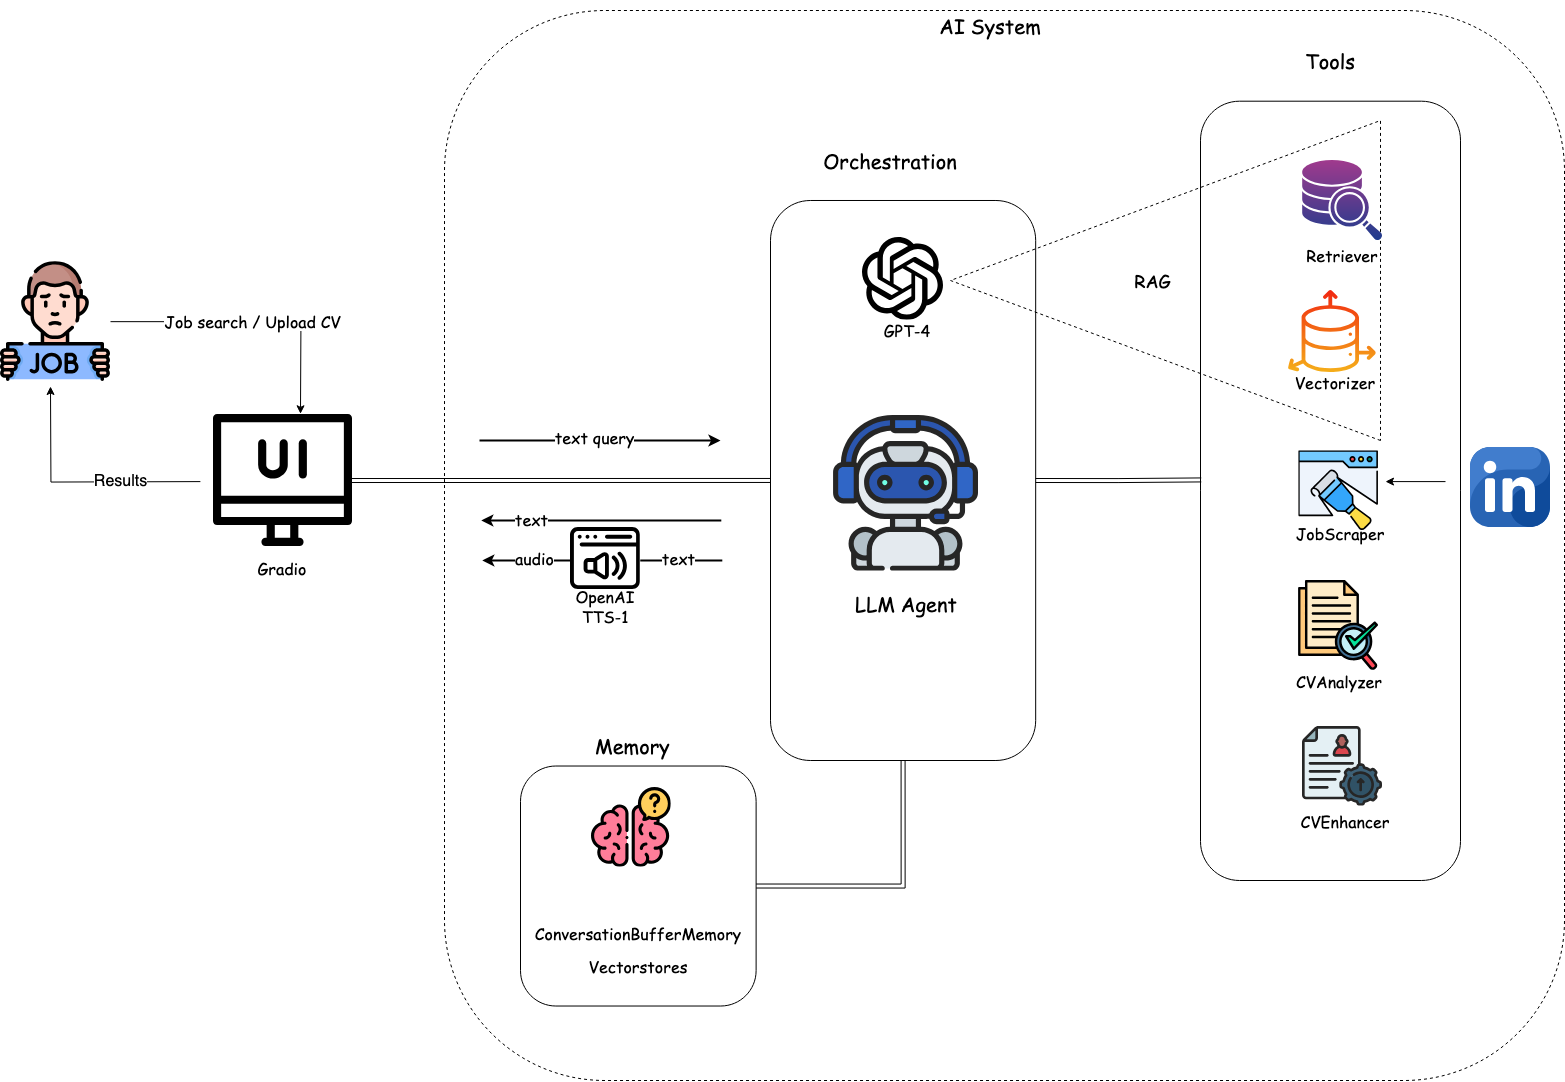 AI System
Tools
Orchestration
Retriever
RAG
GPT-4
Job search / Upload CV
JOB
Vectorizer
UI
text query
Results
in
text
JobScraper
audio
text
Gradio
OpenAI
TTS-1
LLM Agent
CVAnalyzer
Memory
?
CVEnhancer
ConversationBufferMemory
Vectorstores